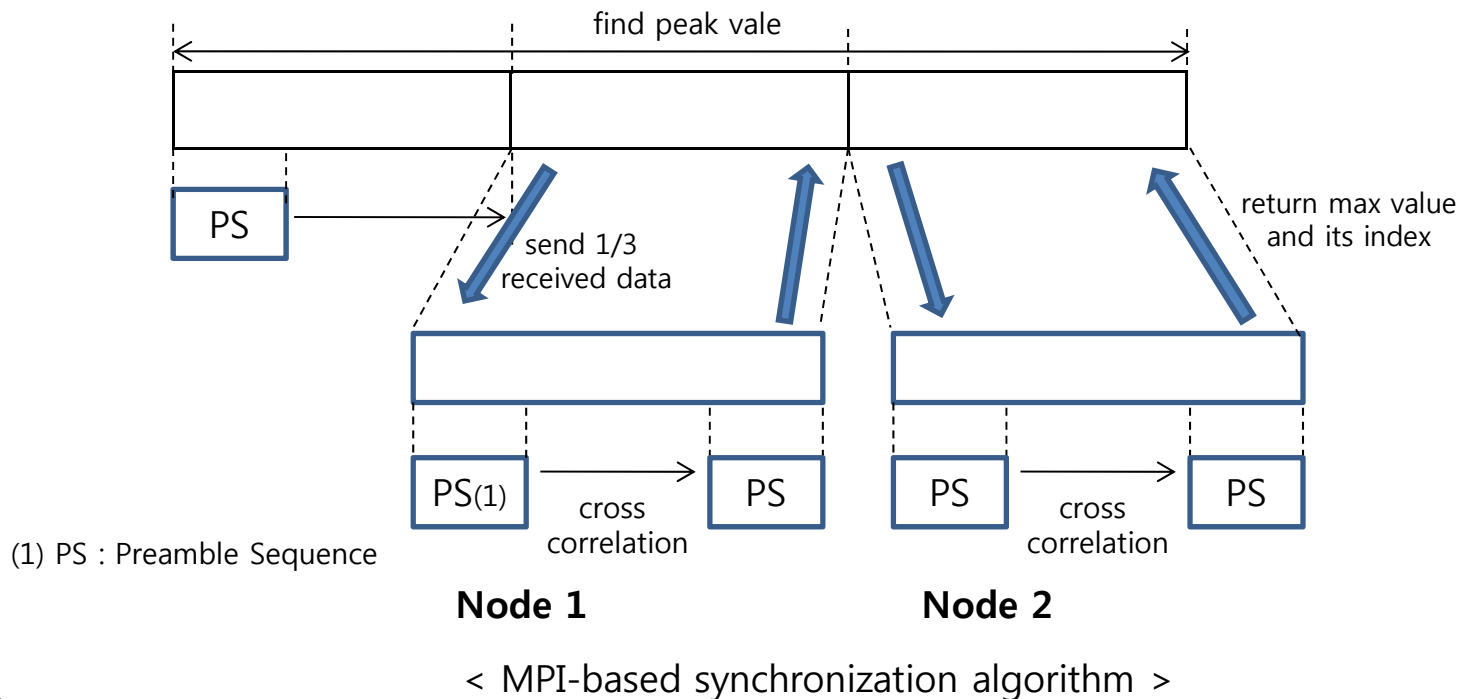 find peak vale
PS
send 1/3
received data
return max value
and its index
PS(1)
cross
correlation
PS
PS
cross
correlation
PS
(1) PS : Preamble Sequence
Node 1
Node 2
< MPI-based synchronization algorithm >